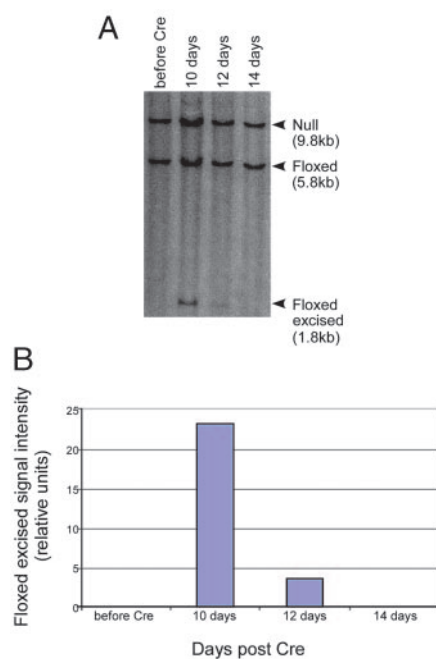 A
before Cre
10 days
12 days
14 days
Null
(9.8kb)
Floxed
(5.8kb)
Floxed
excised
(1.8kb)
B
Floxed excised signal intensity
(relative units)
25
20
15
10
5
0
before Cre
10 days
12 days
14 days
Days post Cre